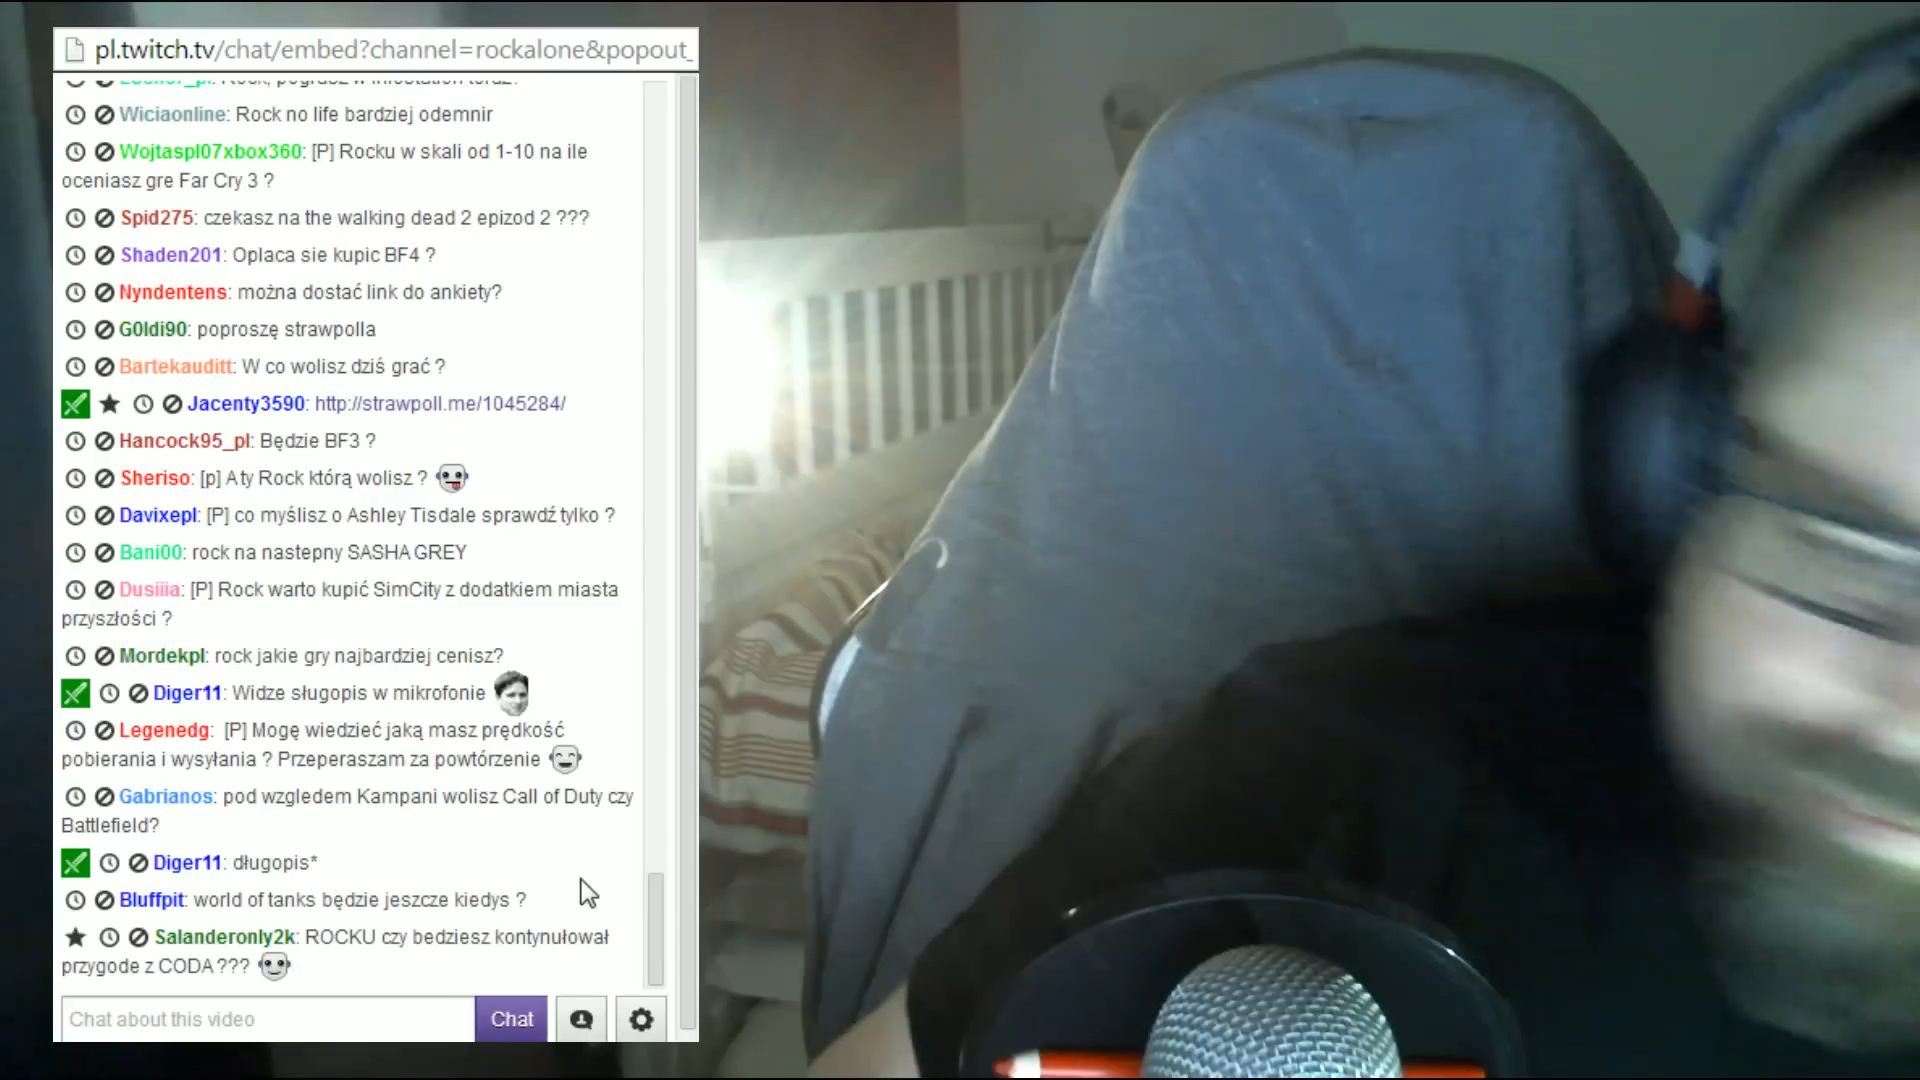 pl.twitch.tv/chat/embed?channel=rockalone&popout_
Wiciaonline: Rock no life bardziej odemnir
Wojtaspl07xbox360: [P] Rocku w skali od 1-10 na ile
oceniasz gre Far Cry 3 ?
Spid275: czekasz na the walking dead 2 epizod 2 ???
Shaden201: Oplaca sie kupic BF4 ?
Nyndentens: można dostać link do ankiety?
G0ldi90: poproszę strawpolla
Bartekauditt: W co wolisz dziś grać ?
Jacenty3590: http://strawpoll.me/1045284/
Hancock95_pl: Będzie BF3 ?
Sheriso: [p] A ty Rock którą wolisz ?
Davixepl: [P] co myślisz o Ashley Tisdale sprawdź tylko ?
Bani00: rock na nastepny SASHA GREY
Dusiiia: [P] Rock warto kupić SimCity z dodatkiem miasta
przyszłości ?
Mordekpl: rock jakie gry najbardziej cenisz?
Diger11: Widze sługopis w mikrofonie
Legenedg: [P] Mogę wiedzieć jaką masz prędkość
pobierania i wysyłania ? Przeperaszam za powtórzenie
Gabrianos: pod wzgledem Kampani wolisz Call of Duty czy
Battlefield?
Diger11: długopis*
Bluffpit: world of tanks będzie jeszcze kiedys ?
Salanderonly2k: ROCKU czy bedziesz kontynułował
przygode z CODA ???
Chat about this video
Chat